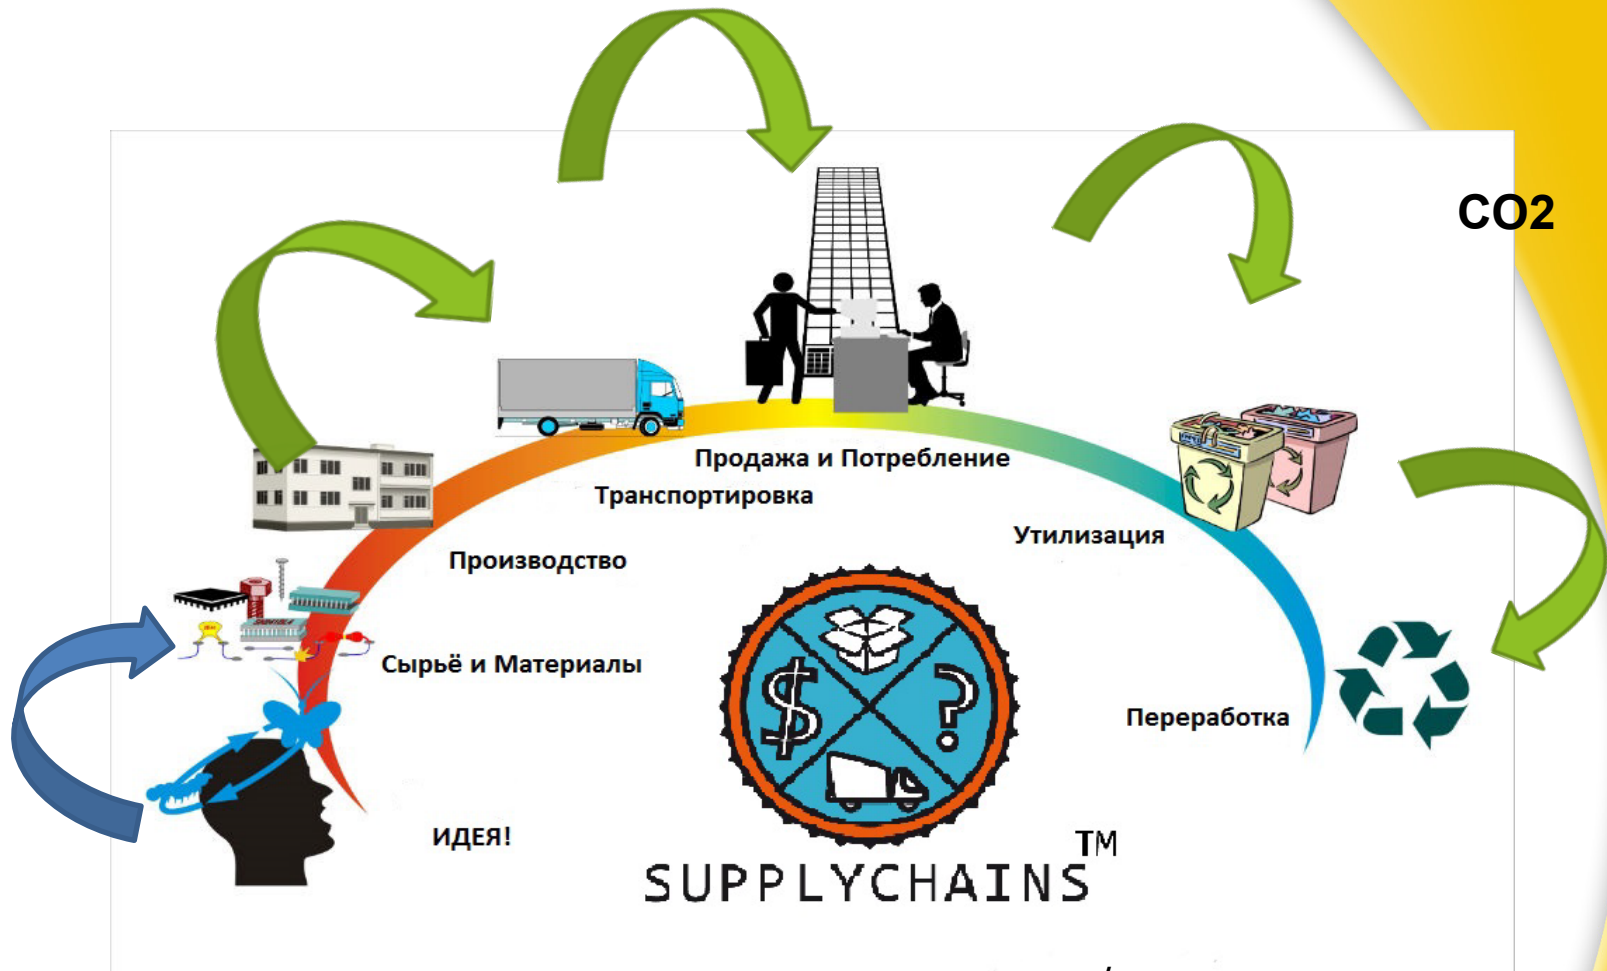 CO2
Продажа и Потребление
Транспортировка
Утилизация
Производство
Сырьё и Материалы
Переработка
ИДЕЯ!
TM
SUPPLYCHAINS